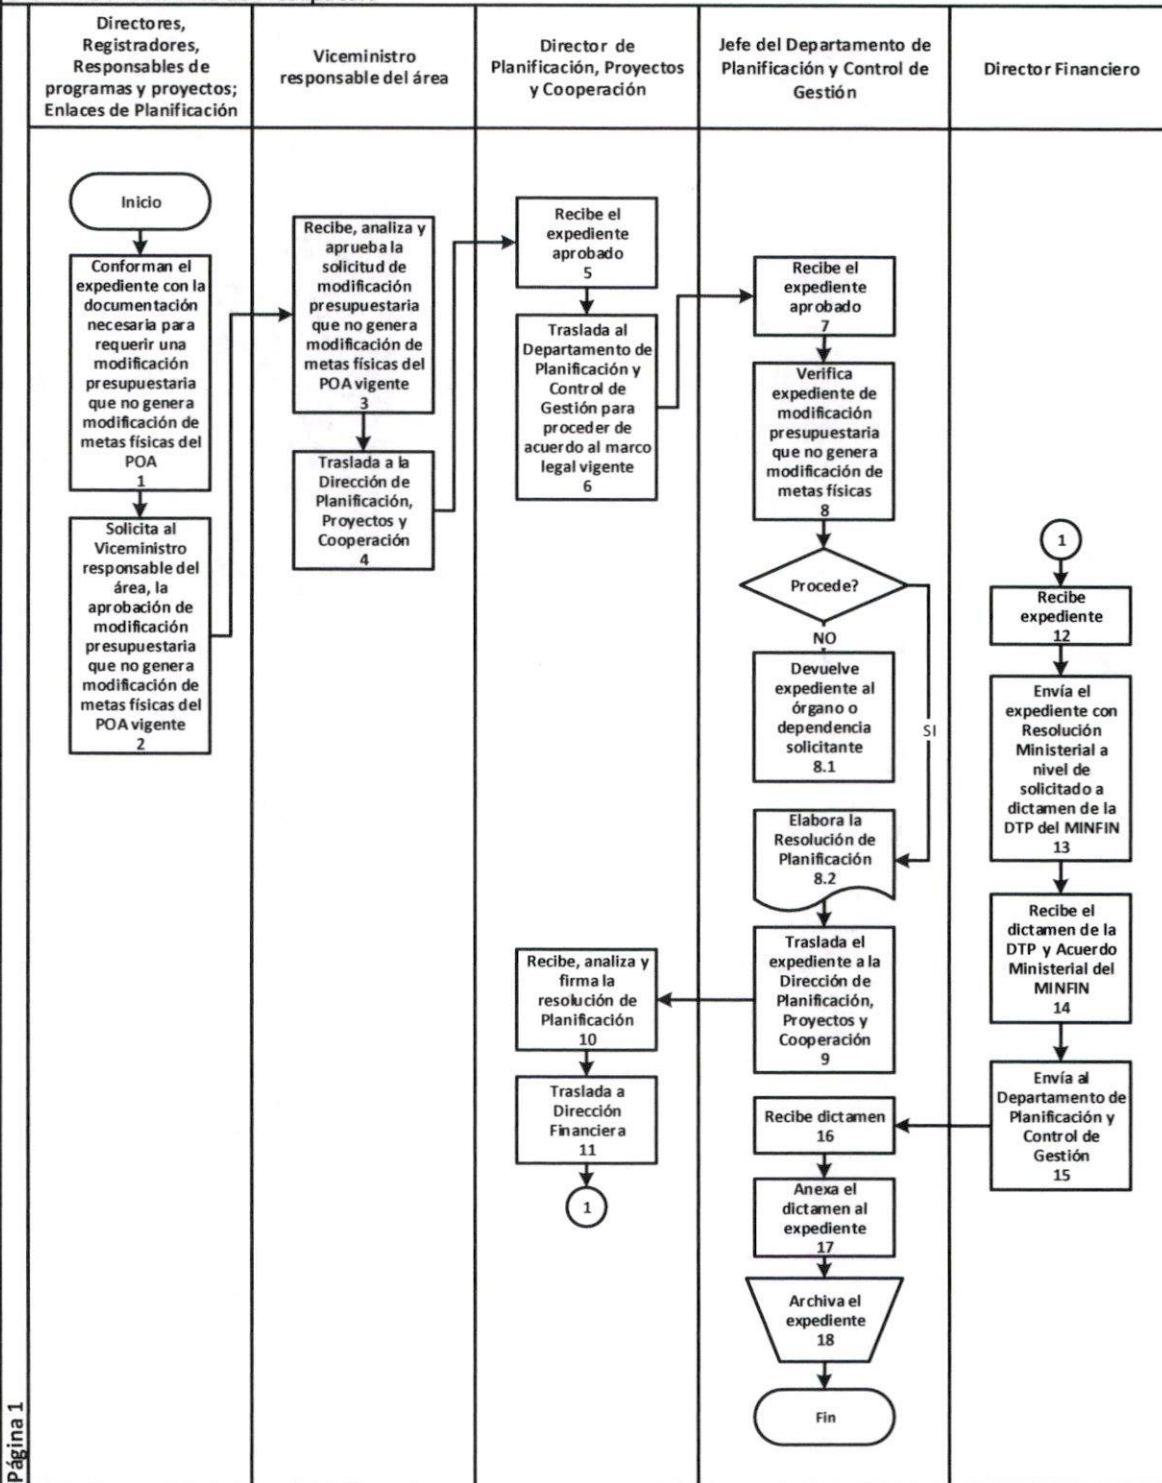 Directores,
Registradores,
Responsables de
programas y proyectos;
Enlaces de Planificación
Viceministro
responsable del área
Director de
Planificación, Proyectos
y Cooperación
Jefe del Departamento de
Planificación y Control de
Gestión
Director Financiero
Inicio
Conforman el
expediente con la
documentación
necesaria para
requerir una
modificación
presupuestaria
que no genera
modificación de
metas físicas del
POA
1
Solicita al
Viceministro
responsable del
área, la
aprobación de
modificación
presupuestaria
que no genera
modificación de
metas físicas del
POA vigente
2
Recibe, analiza y
aprueba la
solicitud de
modificación
presupuestaria
que no genera
modificación de
metas físicas del
POA vigente
3
Traslada a la
Dirección de
Planificación,
Proyectos y
Cooperación
4
Recibe el
expediente
aprobado
5
Traslada al
Departamento de
Planificación y
Control de
Gestión para
proceder de
acuerdo al marco
legal vigente
6
Recibe el
expediente
aprobado
7
Verifica
expediente de
modificación
presupuestaria
que no genera
modificación de
metas físicas
8
Procede?
NO
SI
Devuelve
expediente al
órgano o
dependencia
solicitante
8.1
Elabora la
Resolución de
Planificación
8.2
Traslada el
expediente a la
Dirección de
Planificación,
Proyectos y
Cooperación
9
Recibe, analiza y
firma la
resolución de
Planificación
10
Traslada a
Dirección
Financiera
11
1
1
Recibe
expediente
12
Envía el
expediente con
Resolución
Ministerial a
nivel de
solicitado a
dictamen de la
DTP del MINFIN
13
Recibe el
dictamen de la
DTP y Acuerdo
Ministerial del
MINFIN
14
Envía al
Departamento de
Planificación y
Control de
Gestión
15
Recibe dictamen
16
Anexa el
dictamen al
expediente
17
Archiva el
expediente
18
Fin
Página 1